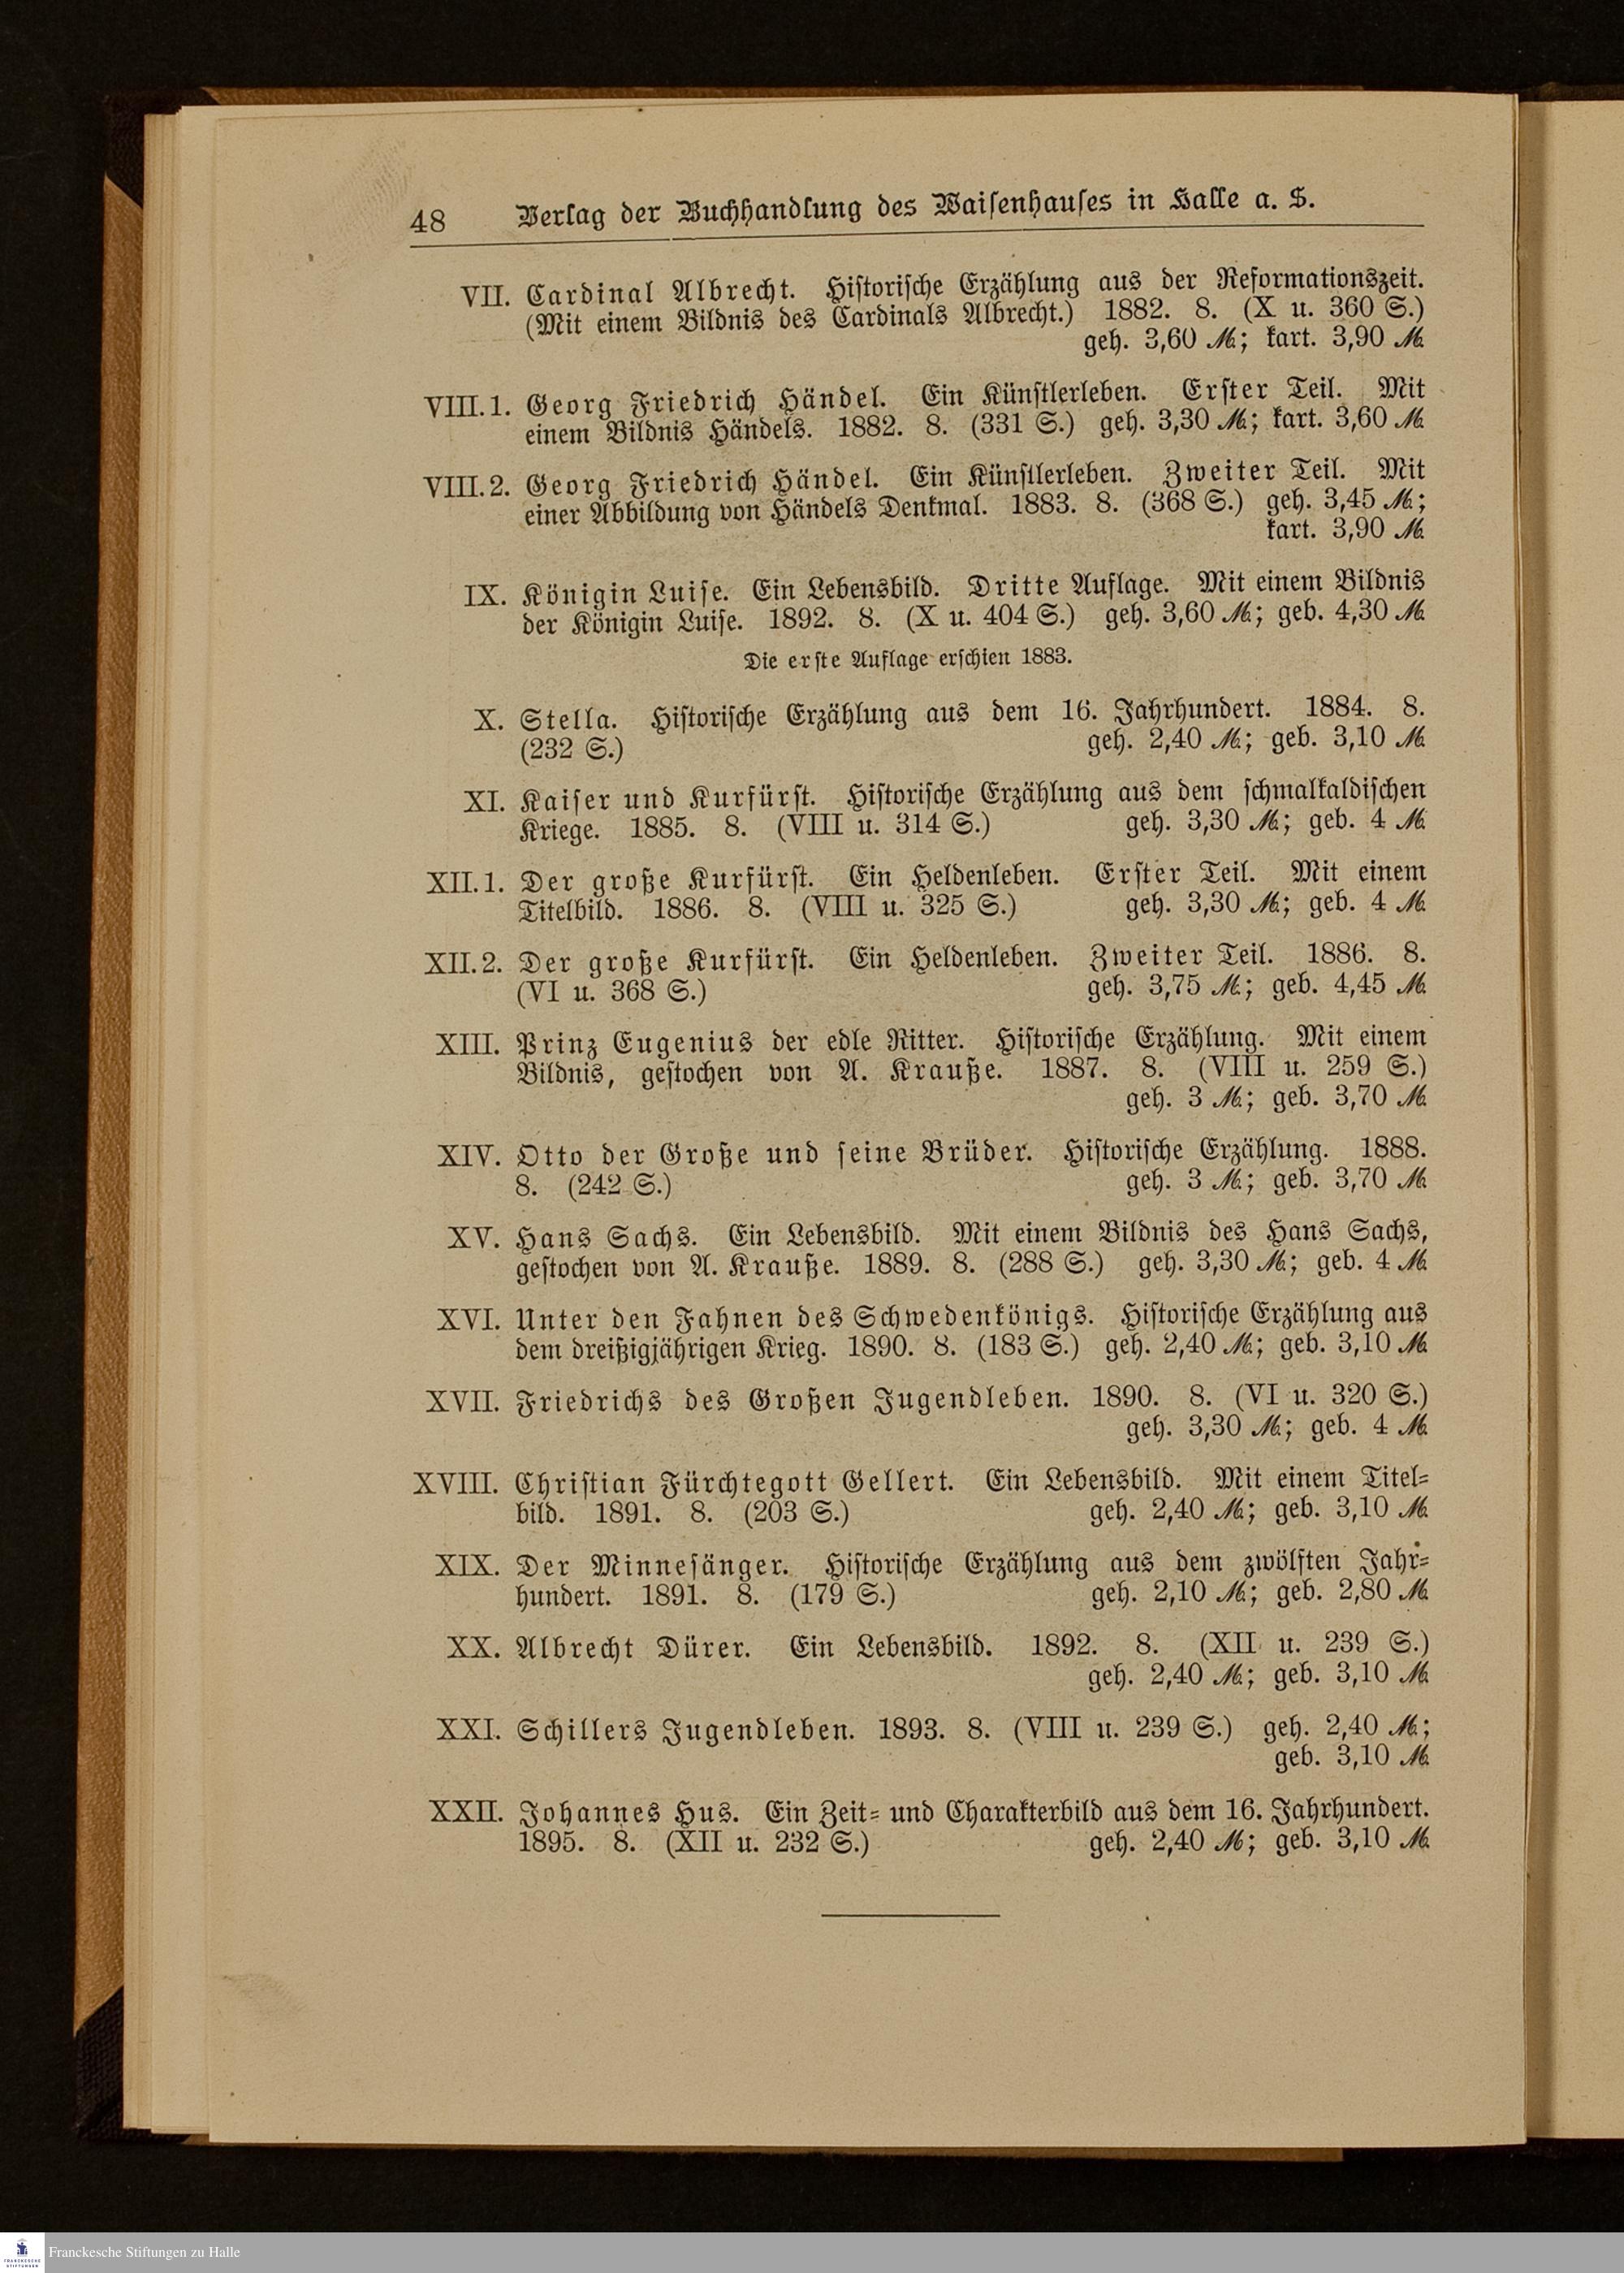 48 Verlag der Buchhandlung des Waisenhauses in Halle a. S.
VII. Cardinal Albrecht. Historische Erzählung aus der Reformationszeit.
(Mit einem Bildnis des Cardinals Albrecht.) 1882. 8. (X u. 360 S.)
geh. 3,60 M.; kart. 3,90 M.
VIII.1. Georg Friedrich Händel. Ein Künstlerleben. Erster Teil. Mit
einem Bildnis Händels. 1882. 8. (331 S.) geh. 3,30 M.; kart. 3,60 M.
VIII.2. Georg Friedrich Händel. Ein Künstlerleben. Zweiter Teil. Mit
einer Abbildung von Händels Denkmal. 1883. 8. (368 S.) geh. 3,45 M.;
kart. 3,90 M.
IX. Königin Luise. Ein Lebensbild. Dritte Auflage. Mit einem Bildnis
der Königin Luise. 1892. 8. (X u. 404 S.) geh. 3,60 M.; geb. 4,30 M.
Die erste Auflage erschien 1883.
X. Stella. Historische Erzählung aus dem 16. Jahrhundert. 1884. 8.
(232 S.) geh. 2,40 M.; geb. 3,10 M.
XI. Kaiser und Kurfürst. Historische Erzählung aus dem schmalkaldischen
Kriege. 1885. 8. (VIII u. 314 S.) geh. 3,30 M.; geb. 4 M.
XII.1. Der große Kurfürst. Ein Heldenleben. Erster Teil. Mit einem
Titelbild. 1886. 8. (VIII u. 325 S.) geh. 3,30 M.; geb. 4 M.
XII.2. Der große Kurfürst. Ein Heldenleben. Zweiter Teil. 1886. 8.
(VI u. 368 S.) geh. 3,75 M.; geb. 4,45 M.
XIII. Prinz Eugenius der edle Ritter. Historische Erzählung. Mit einem
Bildnis, gestochen von A. Krauße. 1887. 8. (VIII u. 259 S.)
geh. 3 M.; geb. 3,70 M.
XIV. Otto der Große und seine Brüder. Historische Erzählung. 1888.
8. (242 S.) geh. 3 M.; geb. 3,70 M.
XV. Hans Sachs. Ein Lebensbild. Mit einem Bildnis des Hans Sachs,
gestochen von A. Krauße. 1889. 8. (288 S.) geh. 3,30 M.; geb. 4 M.
XVI. Unter den Fahnen des Schwedenkönigs. Historische Erzählung aus
dem dreißigjährigen Krieg. 1890. 8. (183 S.) geh. 2,40 M.; geb. 3,10 M.
XVII. Friedrichs des Großen Jugendleben. 1890. 8. (VI u. 320 S.)
geh. 3,30 M.; geb. 4 M.
XVIII. Christian Fürchtegott Gellert. Ein Lebensbild. Mit einem Titel-
bild. 1891. 8. (203 S.) geh. 2,40 M.; geb. 3,10 M.
XIX. Der Minnesänger. Historische Erzählung aus dem zwölften Jahr-
hundert. 1891. 8. (179 S.) geh. 2,10 M.; geb. 2,80 M.
XX. Albrecht Dürer. Ein Lebensbild. 1892. 8. (XII u. 239 S.)
geh. 2,40 M.; geb. 3,10 M.
XXI. Schillers Jugendleben. 1893. 8. (VIII u. 239 S.) geh. 2,40 M.;
geb. 3,10 M.
XXII. Johannes Hus. Ein Zeit- und Charakterbild aus dem 16. Jahrhundert.
1895. 8. (XII u. 232 S.) geh. 2,40 M; geb. 3,10 M.
FRANCKESCHE
STIFTUNGEN
Franckesche Stiftungen zu Halle